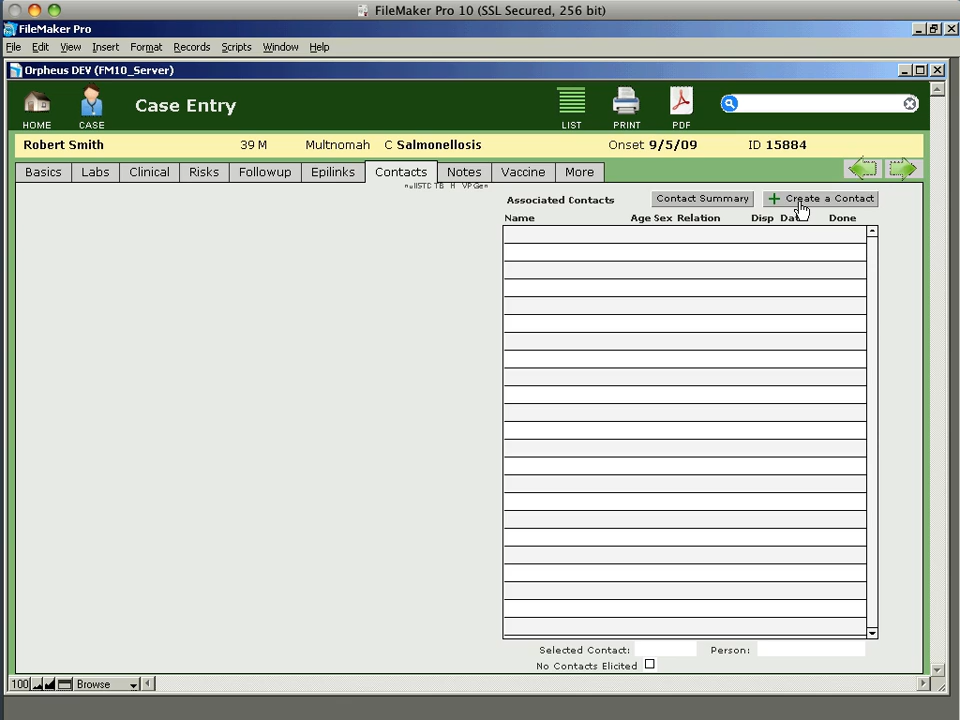 FileMaker Pro 10 (SSL Secured, 256 bit)
FileMaker Pro
File Edit View Insert Format Records Scripts Window Help
Orpheus DEV (FM10_Server)
HOME CASE Case Entry LIST PRINT PDF
Robert Smith 39 M Multnomah C Salmonellosis Onset 9/5/09 ID 15884
Basics Labs Clinical Risks Followup Epilinks Contacts Notes Vaccine More
Associated Contacts Contact Summary + Create a Contact
Name Age Sex Relation Disp Done
Selected Contact: Person:
No Contacts Elicited
100 Browse